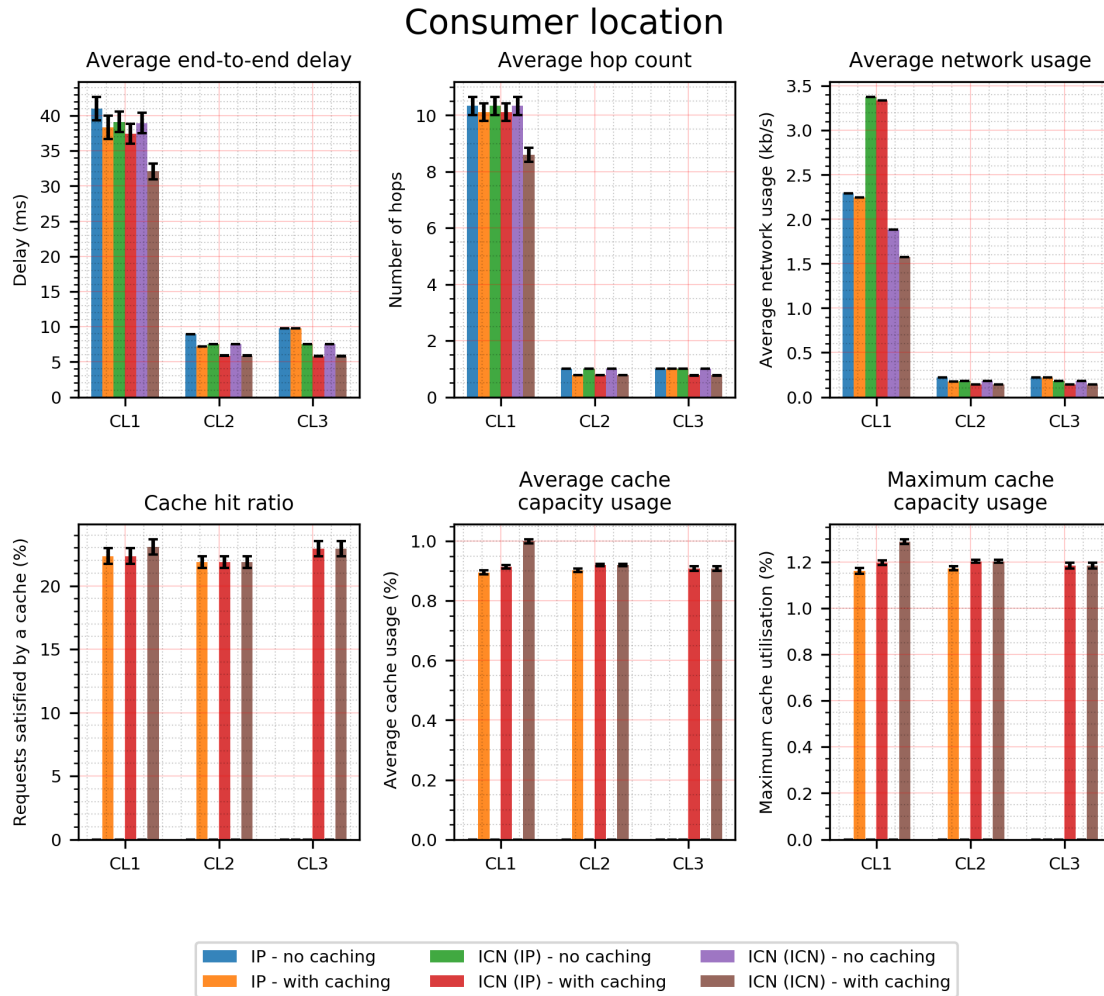 Consumer location
Average end-to-end delay
Delay (ms)
40
35
30
25
20
15
10
5
0
CL1
CL2
CL3
Average hop count
Number of hops
10
8
6
4
2
0
CL1
CL2
CL3
Average network usage
Average network usage (kb/s)
3.5
3.0
2.5
2.0
1.5
1.0
0.5
0.0
CL1
CL2
CL3
Cache hit ratio
Requests satisfied by a cache (%)
20
15
10
5
0
CL1
CL2
CL3
Average cache
capacity usage
Average cache usage (%)
1.0
0.8
0.6
0.4
0.2
0.0
CL1
CL2
CL3
Maximum cache
capacity usage
Maximum cache utilisation (%)
1.2
1.0
0.8
0.6
0.4
0.2
0.0
CL1
CL2
CL3
IP - no caching
IP - with caching
ICN (IP) - no caching
ICN (IP) - with caching
ICN (ICN) - no caching
ICN (ICN) - with caching